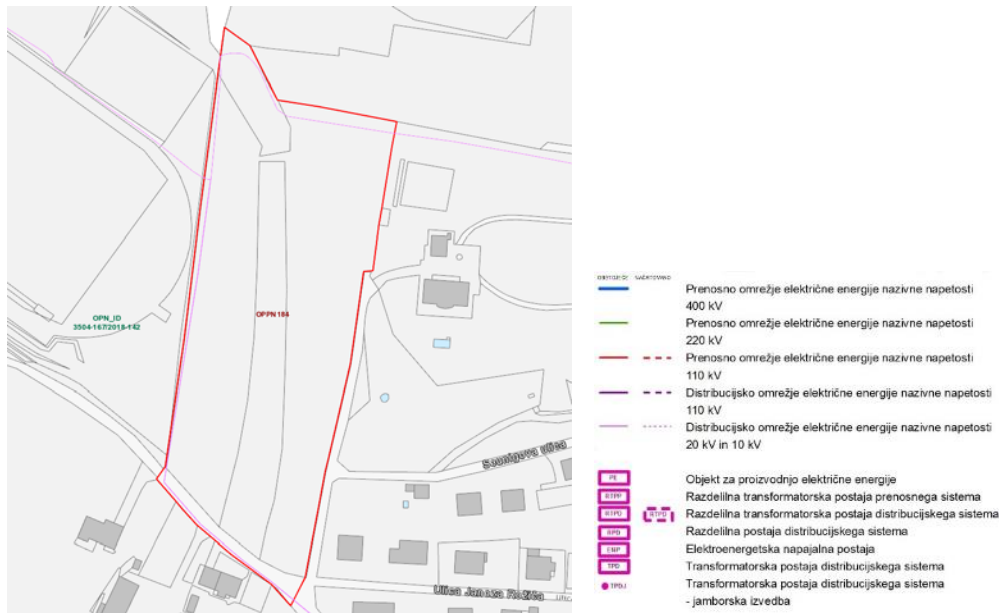 OPN_ID
3504-167/2018-142
OPPN 184
Ulica Janeza Rožiča
OBSTOJEČE NAČRTOVANO
Prenosno omrežje električne energije nazivne napetosti
400 kV
Prenosno omrežje električne energije nazivne napetosti
220 kV
Prenosno omrežje električne energije nazivne napetosti
110 kV
Distribucijsko omrežje električne energije nazivne napetosti
110 kV
Distribucijsko omrežje električne energije nazivne napetosti
20 kV in 10 kV
PE Objekt za proizvodnjo električne energije
RTPP Razdelilna transformatorska postaja prenosnega sistema
RTPD RTPD Razdelilna transformatorska postaja distribucijskega sistema
RPD Razdelilna postaja distribucijskega sistema
ENP Elektroenergetska napajalna postaja
TPD Transformatorska postaja distribucijskega sistema
TPDJ Transformatorska postaja distribucijskega sistema
- jamborska izvedba